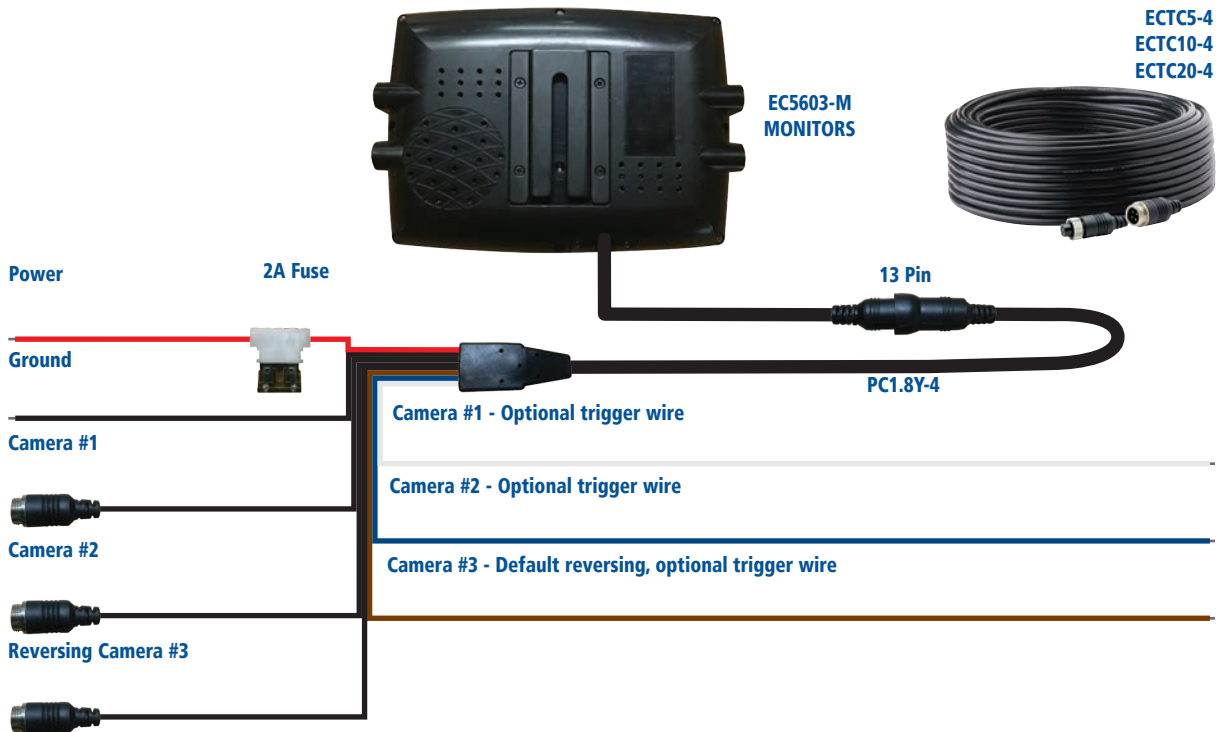 ECTC5-4
ECTC10-4
ECTC20-4
EC5603-M
MONITORS
Power
2A Fuse
13 Pin
Ground
PC1.8Y-4
Camera #1 - Optional trigger wire
Camera #1
Camera #2 - Optional trigger wire
Camera #2
Camera #3 - Default reversing, optional trigger wire
Reversing Camera #3